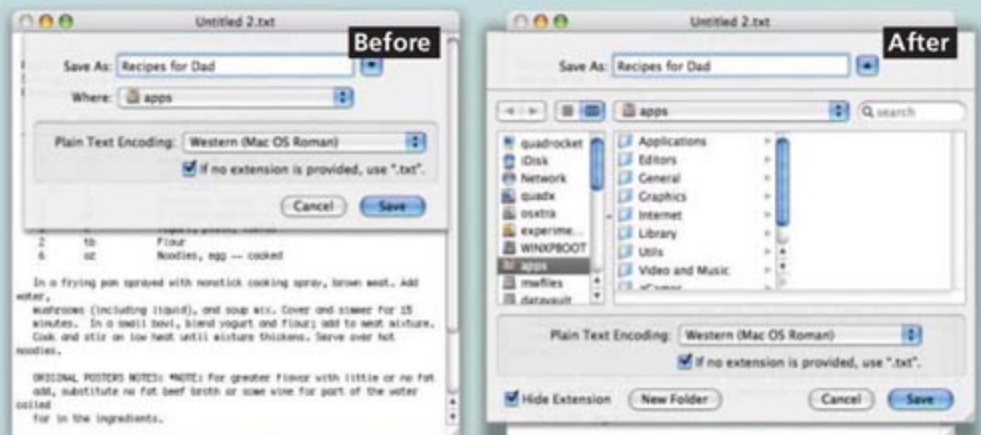 Untitled 2.txt
Before
Save As: Recipes for Dad
Where: apps
Plain Text Encoding: Western (Mac OS Roman)
If no extension is provided, use ".txt".
Cancel Save
2 tb Flour
6 oz Noodles, egg -- cooked
In a frying pan sprayed with nonstick cooking spray, brown meat. Add
water,
mushrooms (including liquid), and soup mix. Cover and simmer for 15
minutes. In a small bowl, blend yogurt and flour; add to meat mixture.
Cook and stir on low heat until mixture thickens. Serve over hot
noodles.
ORIGINAL POSTERS NOTES: *NOTE: For greater flavor with little or no fat
add, substitute no fat beef broth or some wine for part of the water
called
for in the ingredients.
Untitled 2.txt
After
Save As: Recipes for Dad
apps
search
quadrocket
iDisk
Network
quadx
osxtra
experime...
WINXPBOOT
apps
mwfiles
datavault
Applications
Editors
General
Graphics
Internet
Library
Utils
Video and Music
Plain Text Encoding: Western (Mac OS Roman)
If no extension is provided, use ".txt".
Hide Extension New Folder Cancel Save